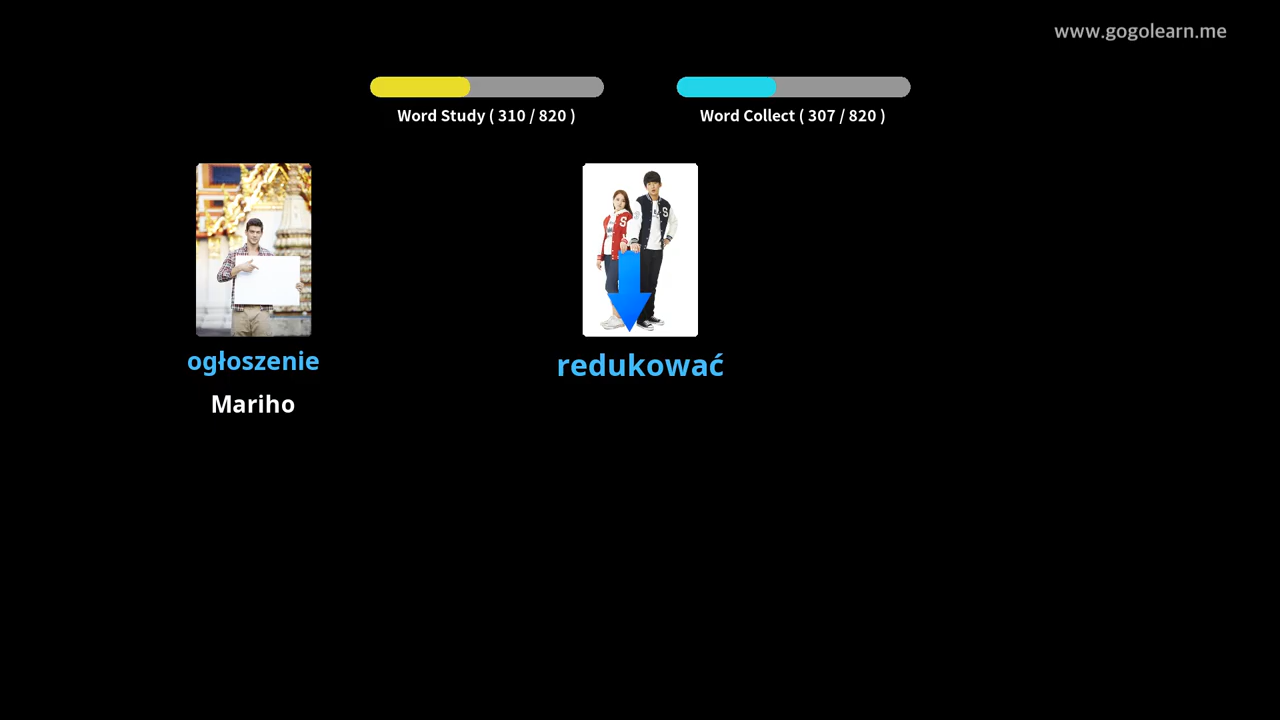 www.gogolearn.me
Word Study ( 310 / 820 )
Word Collect ( 307 / 820 )
S
S
ogłoszenie
redukować
Mariho